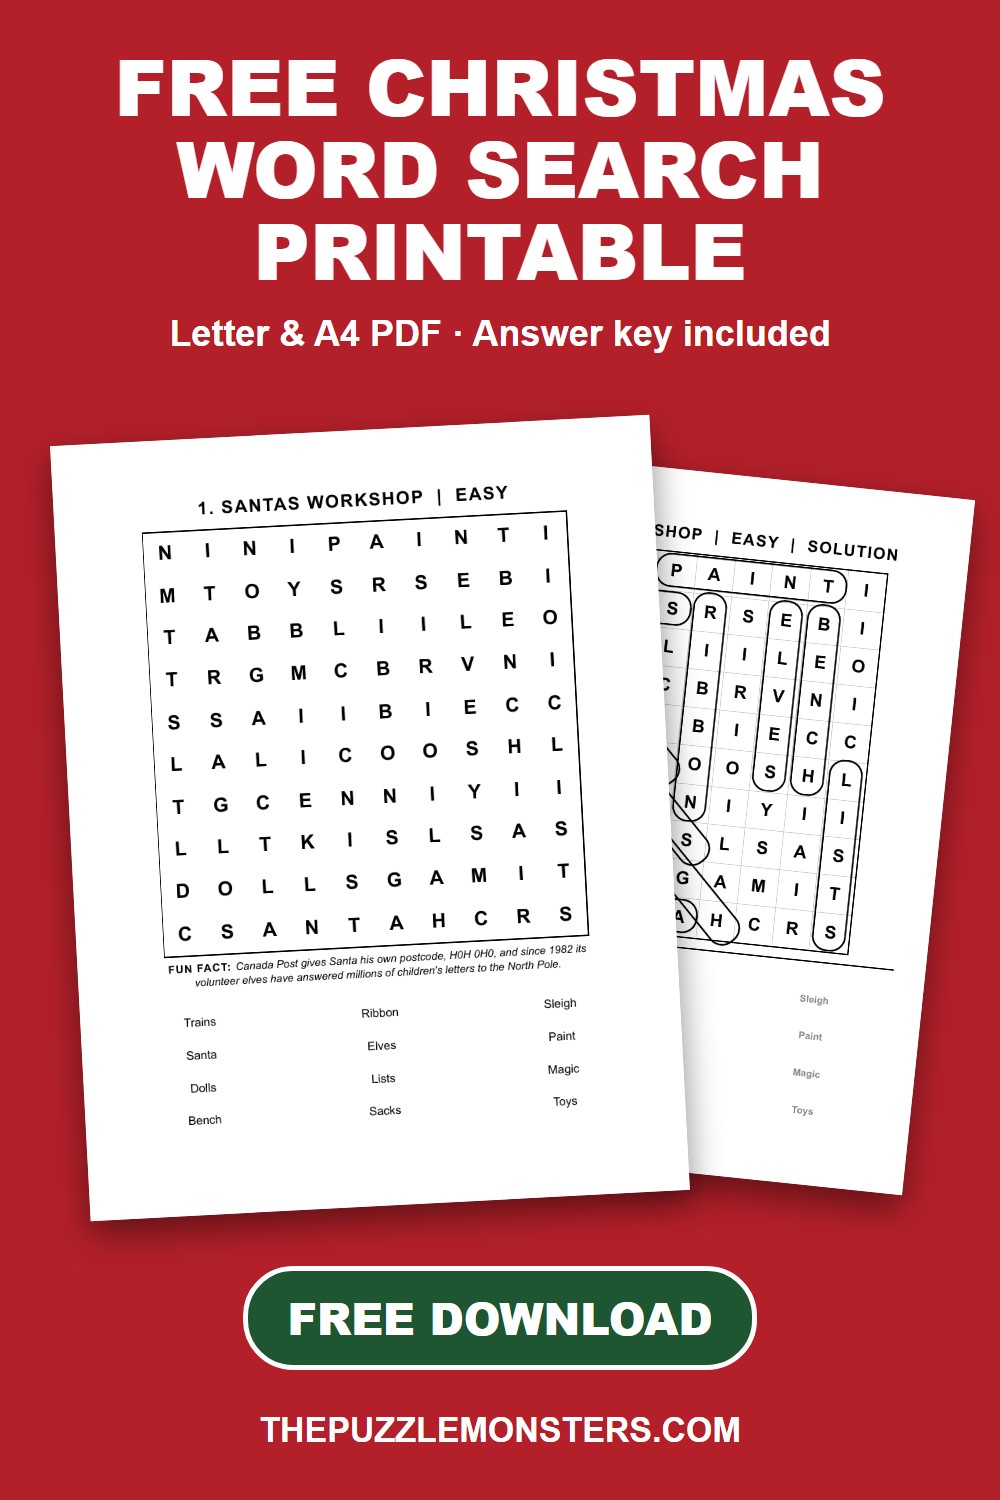 FREE CHRISTMAS
WORD SEARCH
PRINTABLE
Letter & A4 PDF · Answer key included
1. SANTAS WORKSHOP | EASY
N I N I P A I N T I
M T O Y S R S E B I
T A B B L I I L E O
T R G M C B R V N I
S S A I I B I E C C
L A L I C O O S H L
T G C E N N I Y I I
L L T K I S L S A S
D O L L S G A M I T
C S A N T A H C R S
FUN FACT: Canada Post gives Santa his own postcode, H0H 0H0, and since 1982 its
volunteer elves have answered millions of children's letters to the North Pole.
Trains Ribbon Sleigh
Santa Elves Paint
Dolls Lists Magic
Bench Sacks Toys
SHOP | EASY | SOLUTION
P A I N T I
S R S E B I
L I I L E O
C B R V N I
B I E C C
O O S H L
N I Y I I
S L S A S
G A M I T
A H C R S
Sleigh
Paint
Magic
Toys
FREE DOWNLOAD
THEPUZZLEMONSTERS.COM